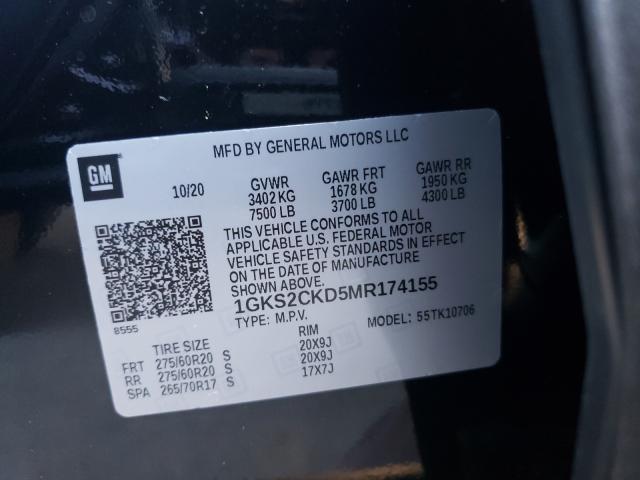 MFD BY GENERAL MOTORS LLC
GM
10/20 GVWR GAWR FRT GAWR RR
3402 KG 1678 KG 1950 KG
7500 LB 3700 LB 4300 LB
THIS VEHICLE CONFORMS TO ALL
APPLICABLE U.S. FEDERAL MOTOR
VEHICLE SAFETY STANDARDS IN EFFECT
ON THE DATE OF MANUFACTURE
SHOWN ABOVE.
1GKS2CKD5MR174155
8555
TYPE: M.P.V. MODEL: 55TK10706
TIRE SIZE RIM
FRT 275/60R20 S 20X9J
RR 275/60R20 S 20X9J
SPA 265/70R17 S 17X7J